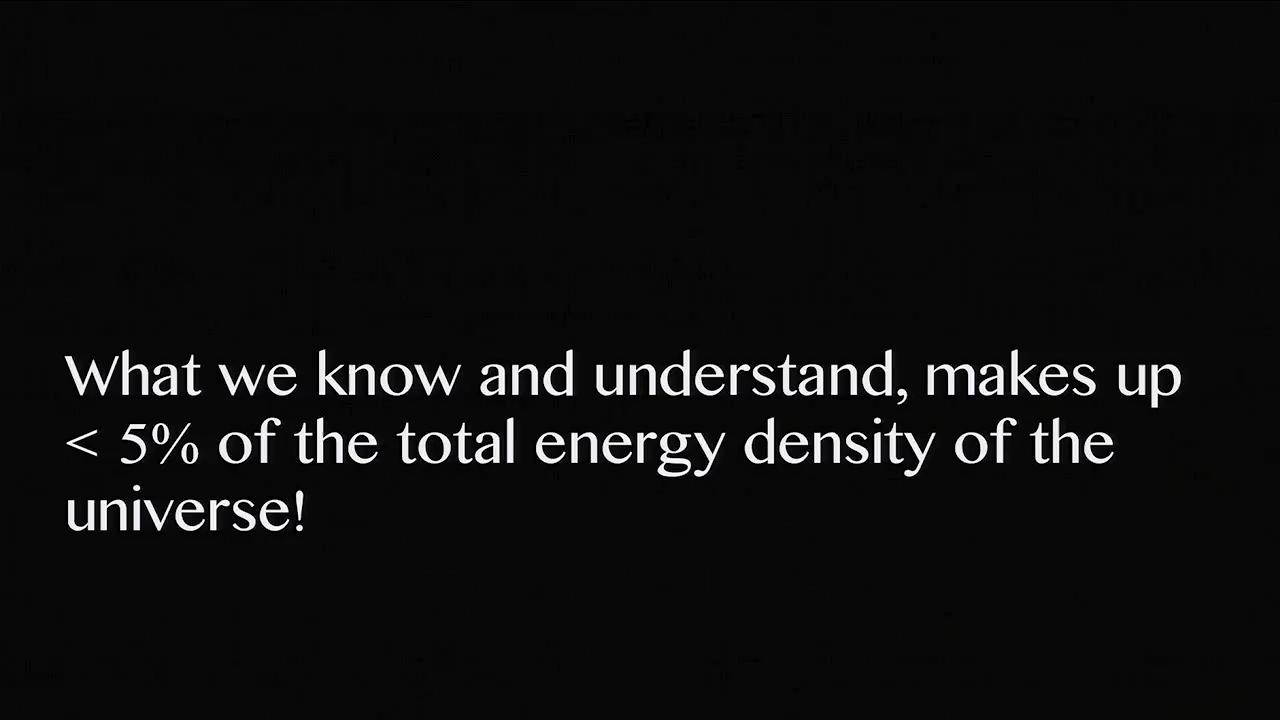 What we know and understand, makes up
< 5% of the total energy density of the
universe!